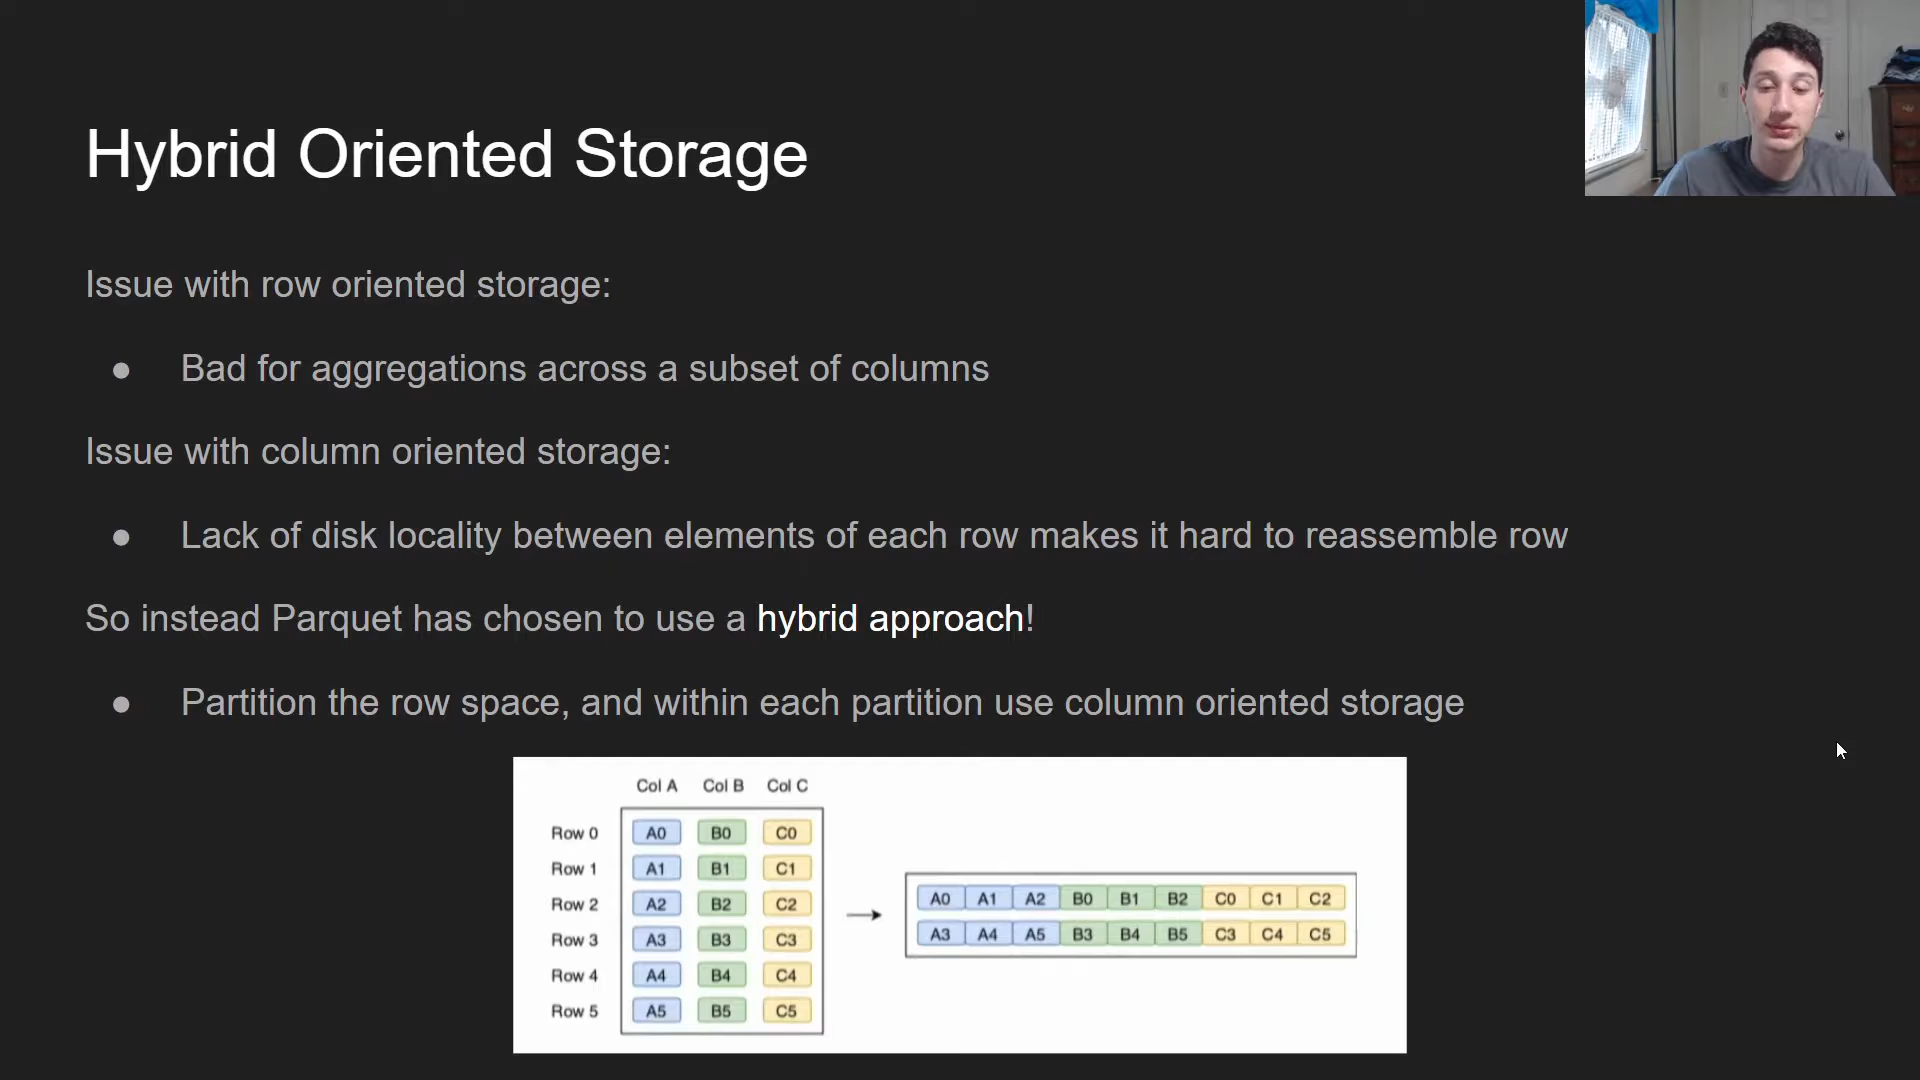 Hybrid Oriented Storage
Issue with row oriented storage:
● Bad for aggregations across a subset of columns
Issue with column oriented storage:
● Lack of disk locality between elements of each row makes it hard to reassemble row
So instead Parquet has chosen to use a hybrid approach!
● Partition the row space, and within each partition use column oriented storage
Col A Col B Col C
Row 0 A0 B0 C0
Row 1 A1 B1 C1
Row 2 A2 B2 C2
Row 3 A3 B3 C3
Row 4 A4 B4 C4
Row 5 A5 B5 C5
A0 A1 A2 B0 B1 B2 C0 C1 C2
A3 A4 A5 B3 B4 B5 C3 C4 C5